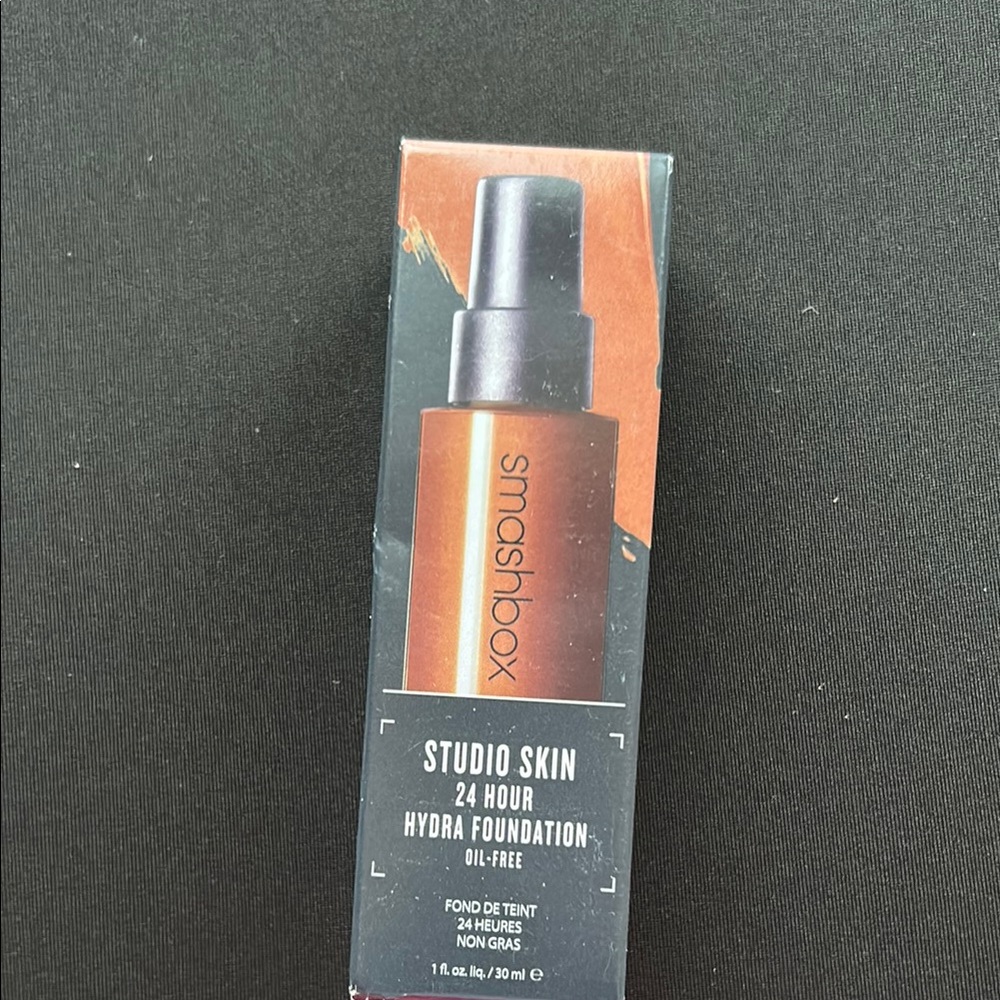 smashbox
STUDIO SKIN
24 HOUR
HYDRA FOUNDATION
OIL-FREE
FOND DE TEINT
24 HEURES
NON GRAS
1 fl. oz. liq. / 30 ml ℮